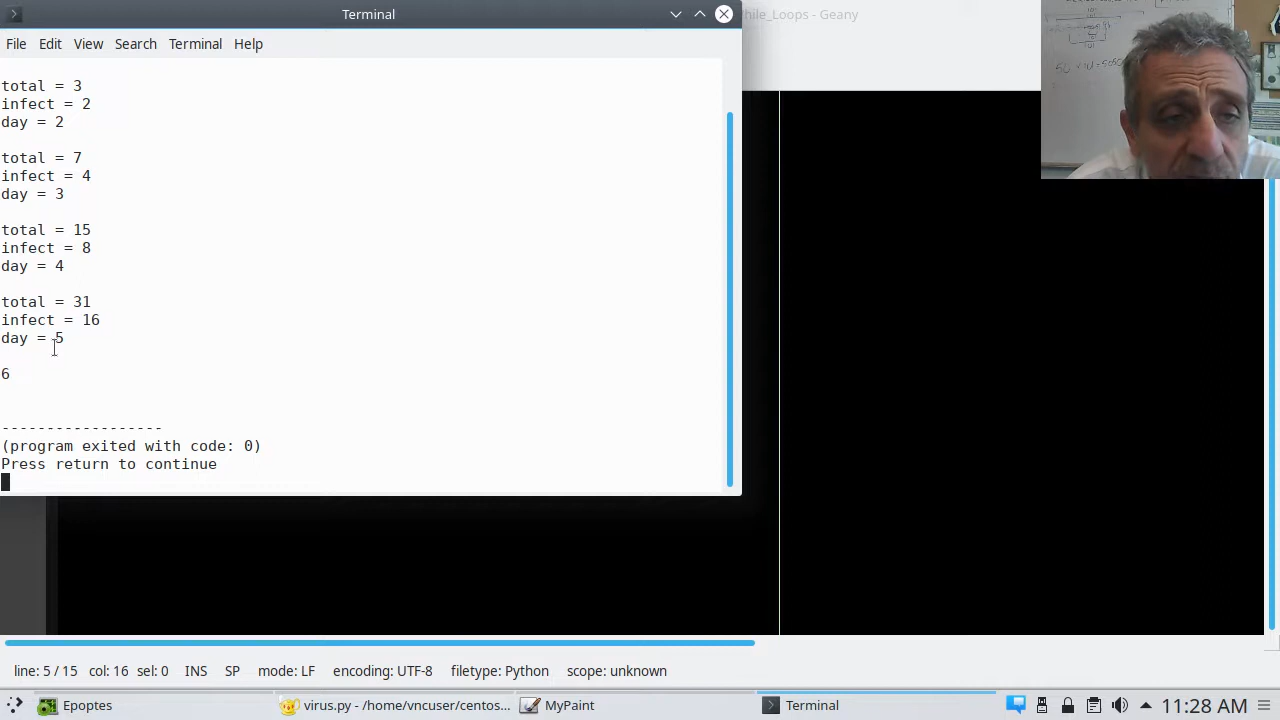 Terminal
hile_Loops - Geany
File Edit View Search Terminal Help
total = 3
infect = 2
day = 2
total = 7
infect = 4
day = 3
total = 15
infect = 8
day = 4
total = 31
infect = 16
day = 5
6
------------------
(program exited with code: 0)
Press return to continue
line: 5 / 15 col: 16 sel: 0 INS SP mode: LF encoding: UTF-8 filetype: Python scope: unknown
Epoptes virus.py - /home/vncuser/centos... MyPaint Terminal 11:28 AM